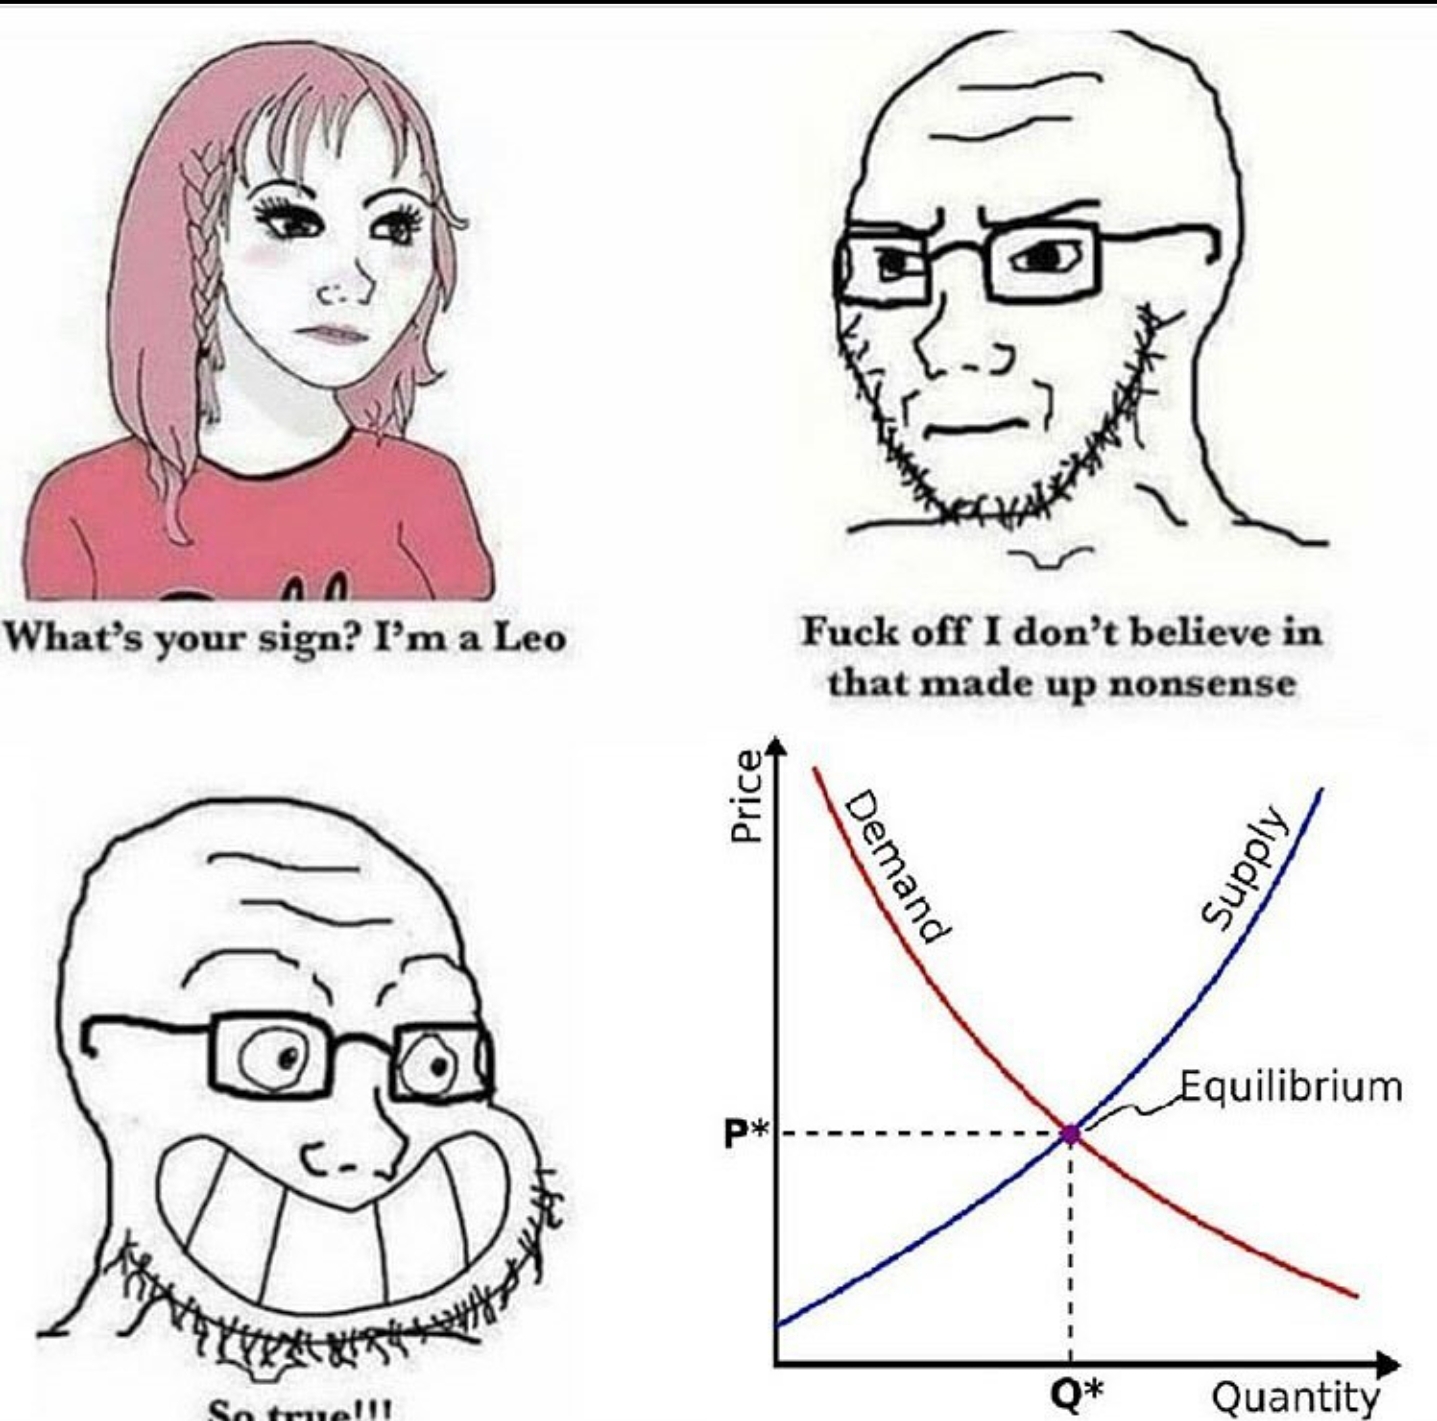 What's your sign? I'm a Leo
Fuck off I don't believe in
that made up nonsense
So true!!!
Price
Demand
Supply
Equilibrium
P*
Q*
Quantity